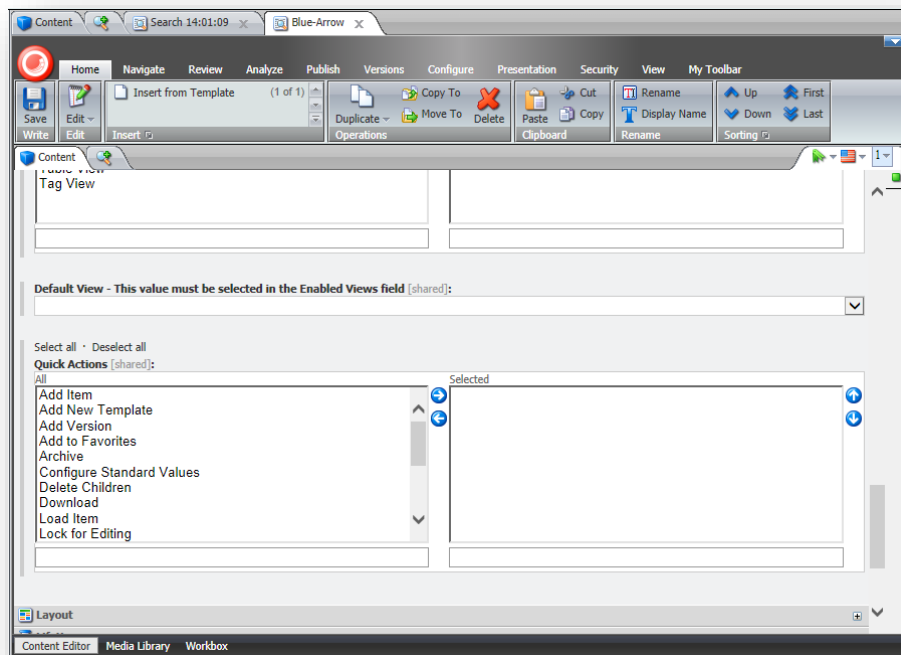 Content
Search 14:01:09
Blue-Arrow
Home Navigate Review Analyze Publish Versions Configure Presentation Security View My Toolbar
Save
Write
Edit
Edit
Insert from Template (1 of 1)
Insert
Duplicate
Copy To
Move To
Delete
Operations
Paste
Cut
Copy
Clipboard
Rename
Display Name
Rename
Up
Down
First
Last
Sorting
Content
1
Table View
Tag View
Default View - This value must be selected in the Enabled Views field [shared]:
Select all · Deselect all
Quick Actions [shared]:
All
Selected
Add Item
Add New Template
Add Version
Add to Favorites
Archive
Configure Standard Values
Delete Children
Download
Load Item
Lock for Editing
Layout
Content Editor Media Library Workbox